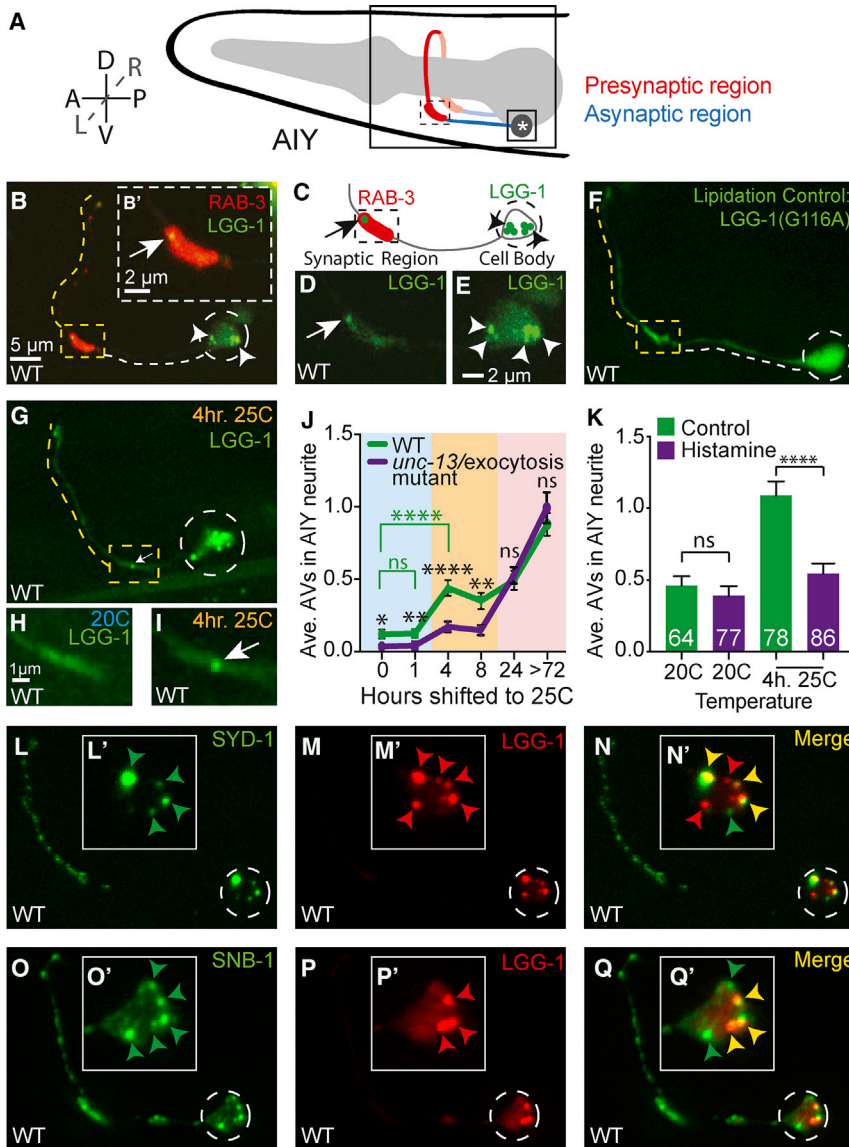 A
D
R
A
P
L
V
AIY
*
Presynaptic region
Asynaptic region
B
B'
RAB-3
LGG-1
2 µm
5 µm
WT
C
RAB-3
LGG-1
Synaptic Region
Cell Body
D
LGG-1
E
LGG-1
2 µm
F
Lipidation Control:
LGG-1(G116A)
WT
G
4hr. 25C
LGG-1
WT
H
20C
LGG-1
1µm
WT
I
4hr. 25C
WT
J
Ave. AVs in AIY neurite
1.5
1.0
0.5
0.0
WT
unc-13/exocytosis
mutant
****
ns
*
**
****
**
ns
ns
0 1 4 8 24 >72
Hours shifted to 25C
K
Ave. AVs in AIY neurite
1.5
1.0
0.5
0.0
Control
Histamine
ns
****
64 77 78 86
20C 20C 4h. 25C
Temperature
L
L'
SYD-1
WT
M
M'
LGG-1
WT
N
N'
Merge
WT
O
O'
SNB-1
WT
P
P'
LGG-1
WT
Q
Q'
Merge
WT